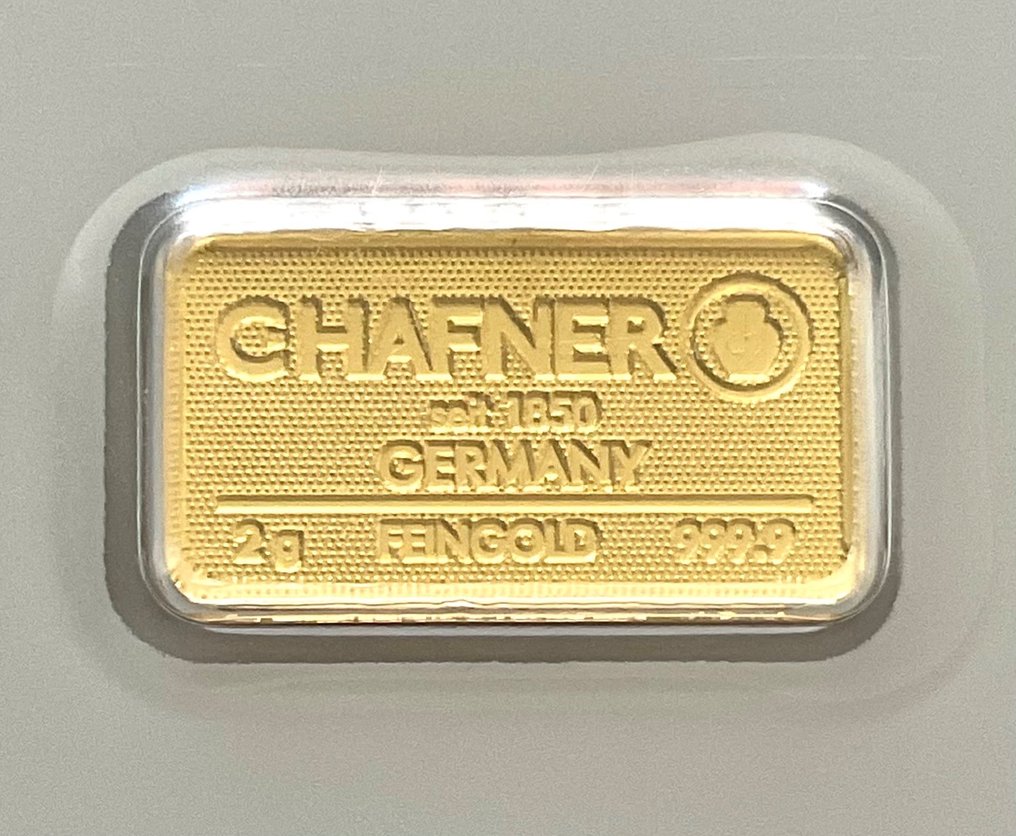 CHAFNER
seit 1850
GERMANY
2g FEINGOLD 999.9